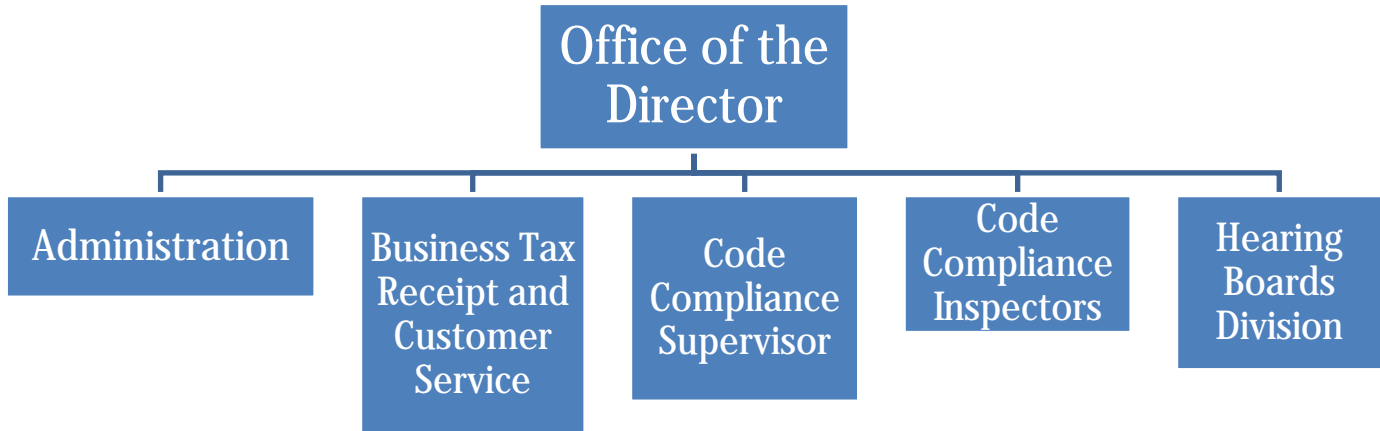 Office of the
Director
Administration
Business Tax
Receipt and
Customer
Service
Code
Compliance
Supervisor
Code
Compliance
Inspectors
Hearing
Boards
Division